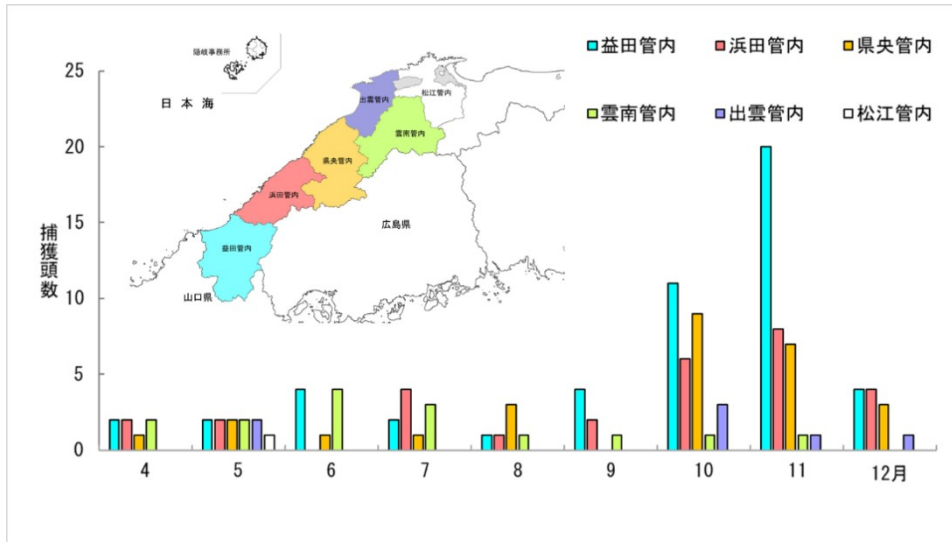 益田管内 浜田管内 県央管内
雲南管内 出雲管内 松江管内
捕獲頭数
25
20
15
10
5
0
4 5 6 7 8 9 10 11 12月
隠岐事務所
日本海
出雲管内
松江管内
雲南管内
県央管内
浜田管内
広島県
益田管内
山口県